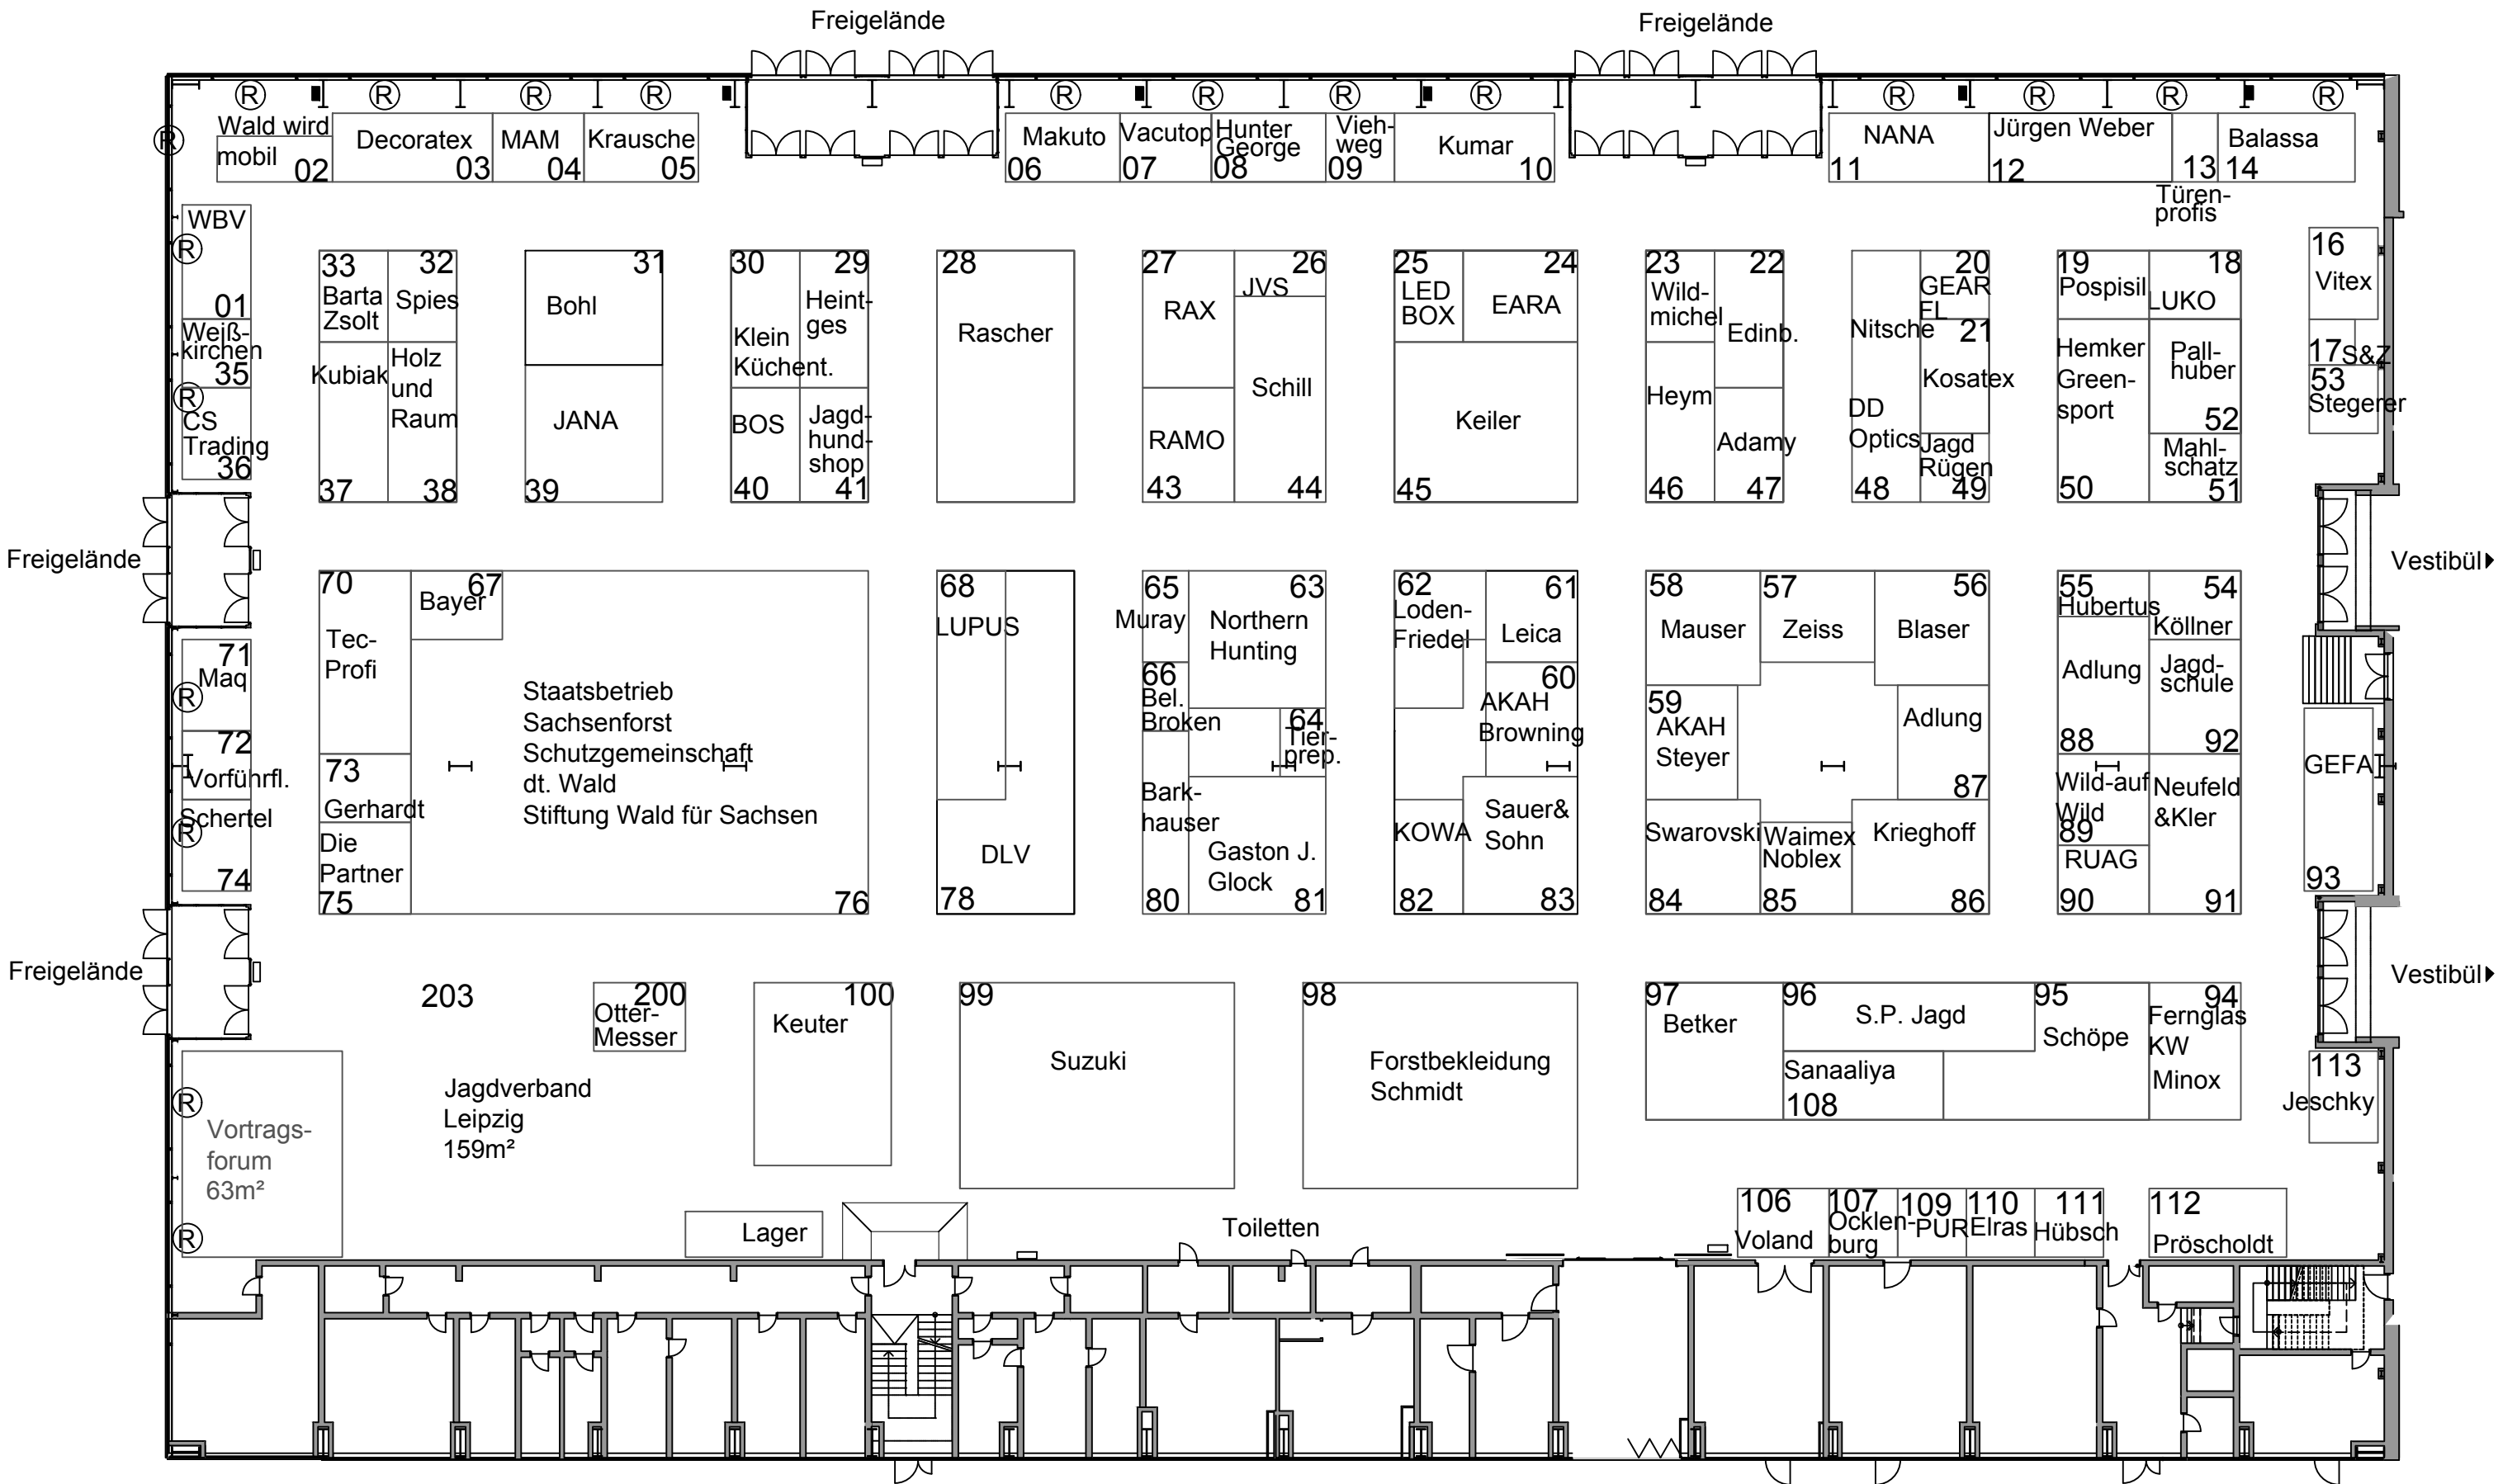 Freigelände
Freigelände
R
R
R
R
R
R
R
R
R
R
R
R
R
Wald wird
mobil
02
Decoratex
03
MAM
04
Krausche
05
Makuto
06
Vacutop
07
Hunter
George
08
Vieh-
weg
09
Kumar
10
NANA
11
Jürgen Weber
12
13
Türen-
profis
Balassa
14
WBV
R
01
33
Barta
Zsolt
32
Spies
31
Bohl
30
Klein
Küchent.
29
Heint-
ges
28
Rascher
27
RAX
26
JVS
25
LED
BOX
24
EARA
23
Wild-
michel
22
Edinb.
Nitsche
20
GEAR
FL
19
Pospisil
18
LUKO
16
Vitex
Weiß-
kirchen
35
R
CS
Trading
36
Kubiak
37
Holz
und
Raum
38
JANA
39
BOS
40
Jagd-
hund-
shop
41
RAMO
43
Schill
44
Keiler
45
Heym
46
Adamy
47
DD
Optics
48
21
Kosatex
Jagd
Rügen
49
Hemker
Green-
sport
50
Pall-
huber
52
Mahl-
schatz
51
17
S&Z
53
Stegerer
Freigelände
Vestibül
70
Tec-
Profi
67
Bayer
68
LUPUS
65
Muray
63
Northern
Hunting
62
Loden-
Friedel
61
Leica
58
Mauser
57
Zeiss
56
Blaser
55
Hubertus
54
Köllner
71
Maq
R
72
Vorführfl.
Schertel
R
74
73
Gerhardt
Die
Partner
75
Staatsbetrieb
Sachsenforst
Schutzgemeinschaft
dt. Wald
Stiftung Wald für Sachsen
76
DLV
78
66
Bel.
Broken
64
Tier-
prep.
Bark-
hauser
80
Gaston J.
Glock
81
60
AKAH
Browning
KOWA
82
Sauer&
Sohn
83
59
AKAH
Steyer
Adlung
87
Swarovski
84
Waimex
Noblex
85
Krieghoff
86
Adlung
88
Jagd-
schule
92
Wild-auf
Wild
89
RUAG
90
Neufeld
&Kler
91
GEFA
93
Freigelände
Vestibül
203
Jagdverband
Leipzig
159m²
200
Otter-
Messer
100
Keuter
99
Suzuki
98
Forstbekleidung
Schmidt
97
Betker
96
S.P. Jagd
95
Schöpe
94
Fernglas
KW
Minox
Sanaaliya
108
113
Jeschky
R
Vortrags-
forum
63m²
R
Lager
Toiletten
106
Voland
107
Ocklen-
burg
109
PUR
110
Elras
111
Hübsch
112
Pröscholdt